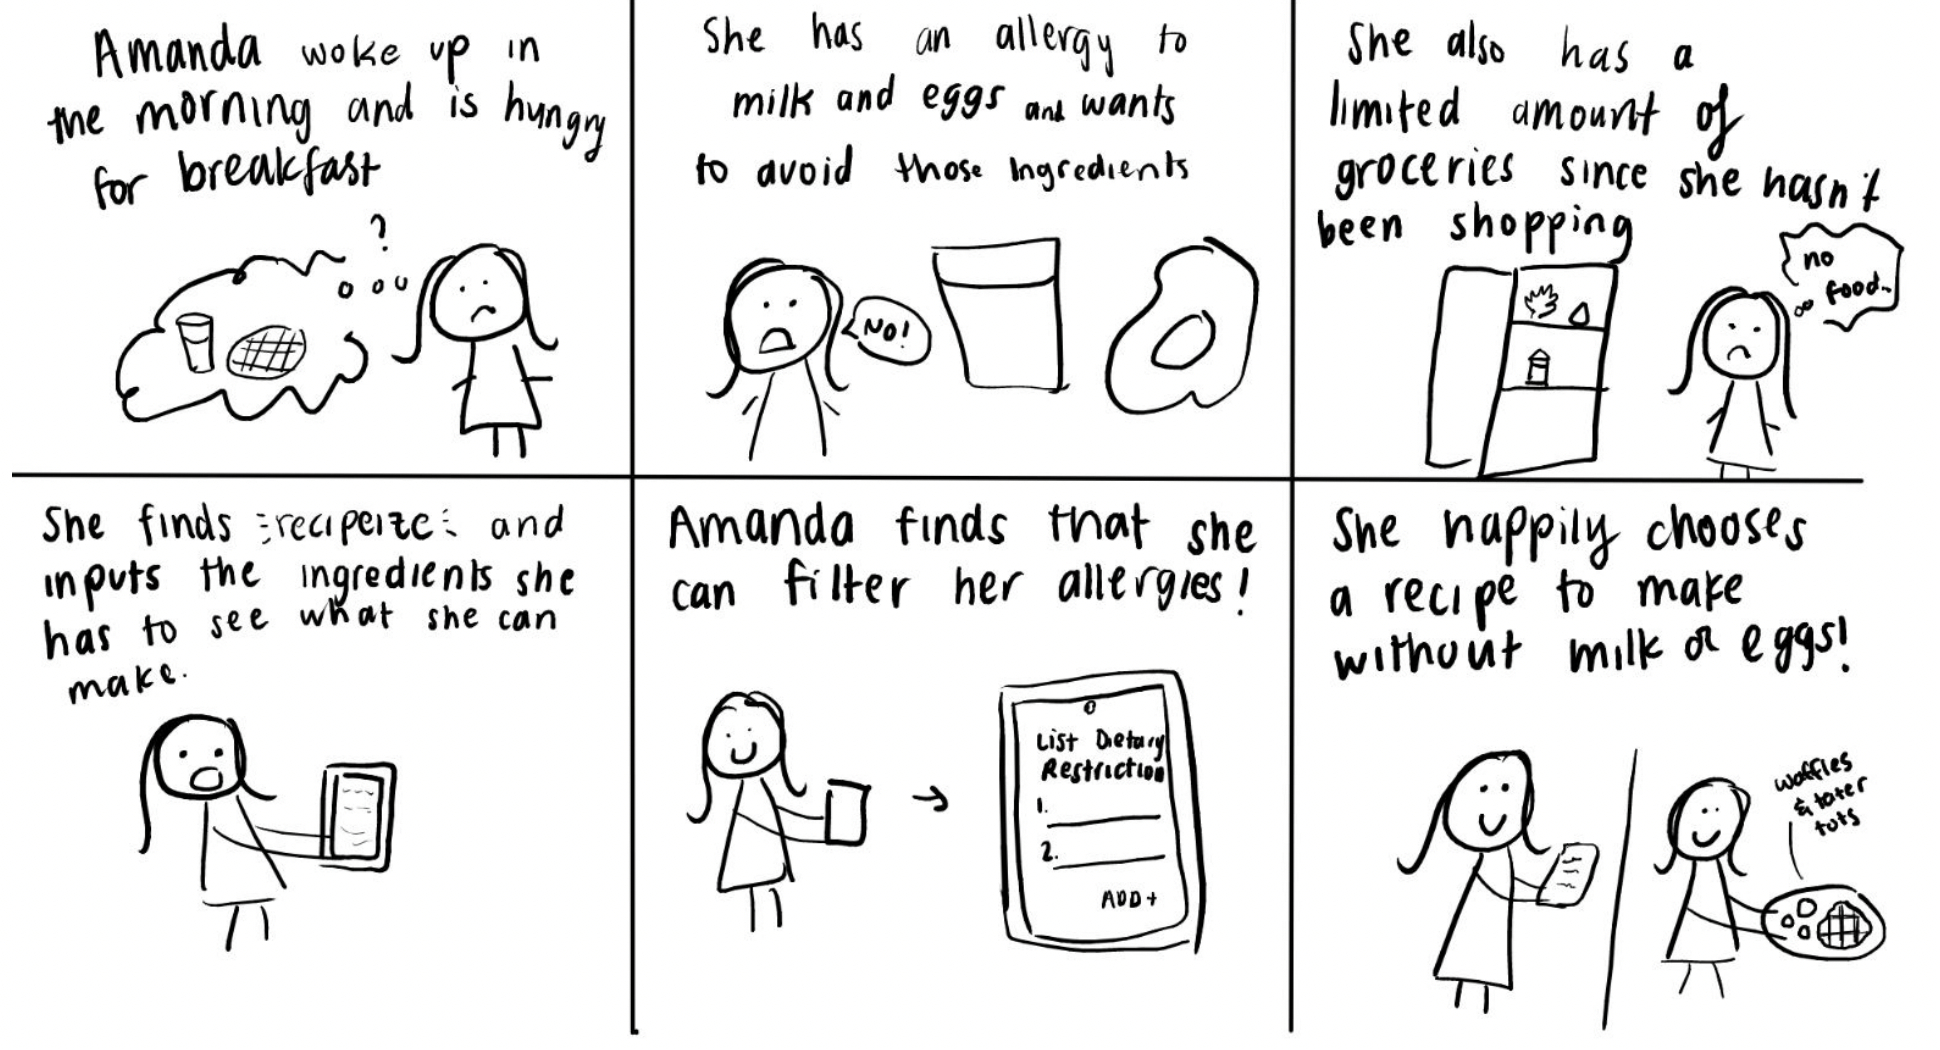 Amanda woke up in
the morning and is hungry
for breakfast
?
She has an allergy to
milk and eggs and wants
to avoid those Ingredients
NO!
She also has a
limited amount of
groceries since she hasn't
been shopping
no
food..
She finds recipeize and
inputs the ingredients she
has to see what she can
make.
Amanda finds that she
can filter her allergies!
List Dietary
Restriction
1.
2.
ADD+
She happily chooses
a recipe to make
without milk or eggs!
waffles
& tater
tots